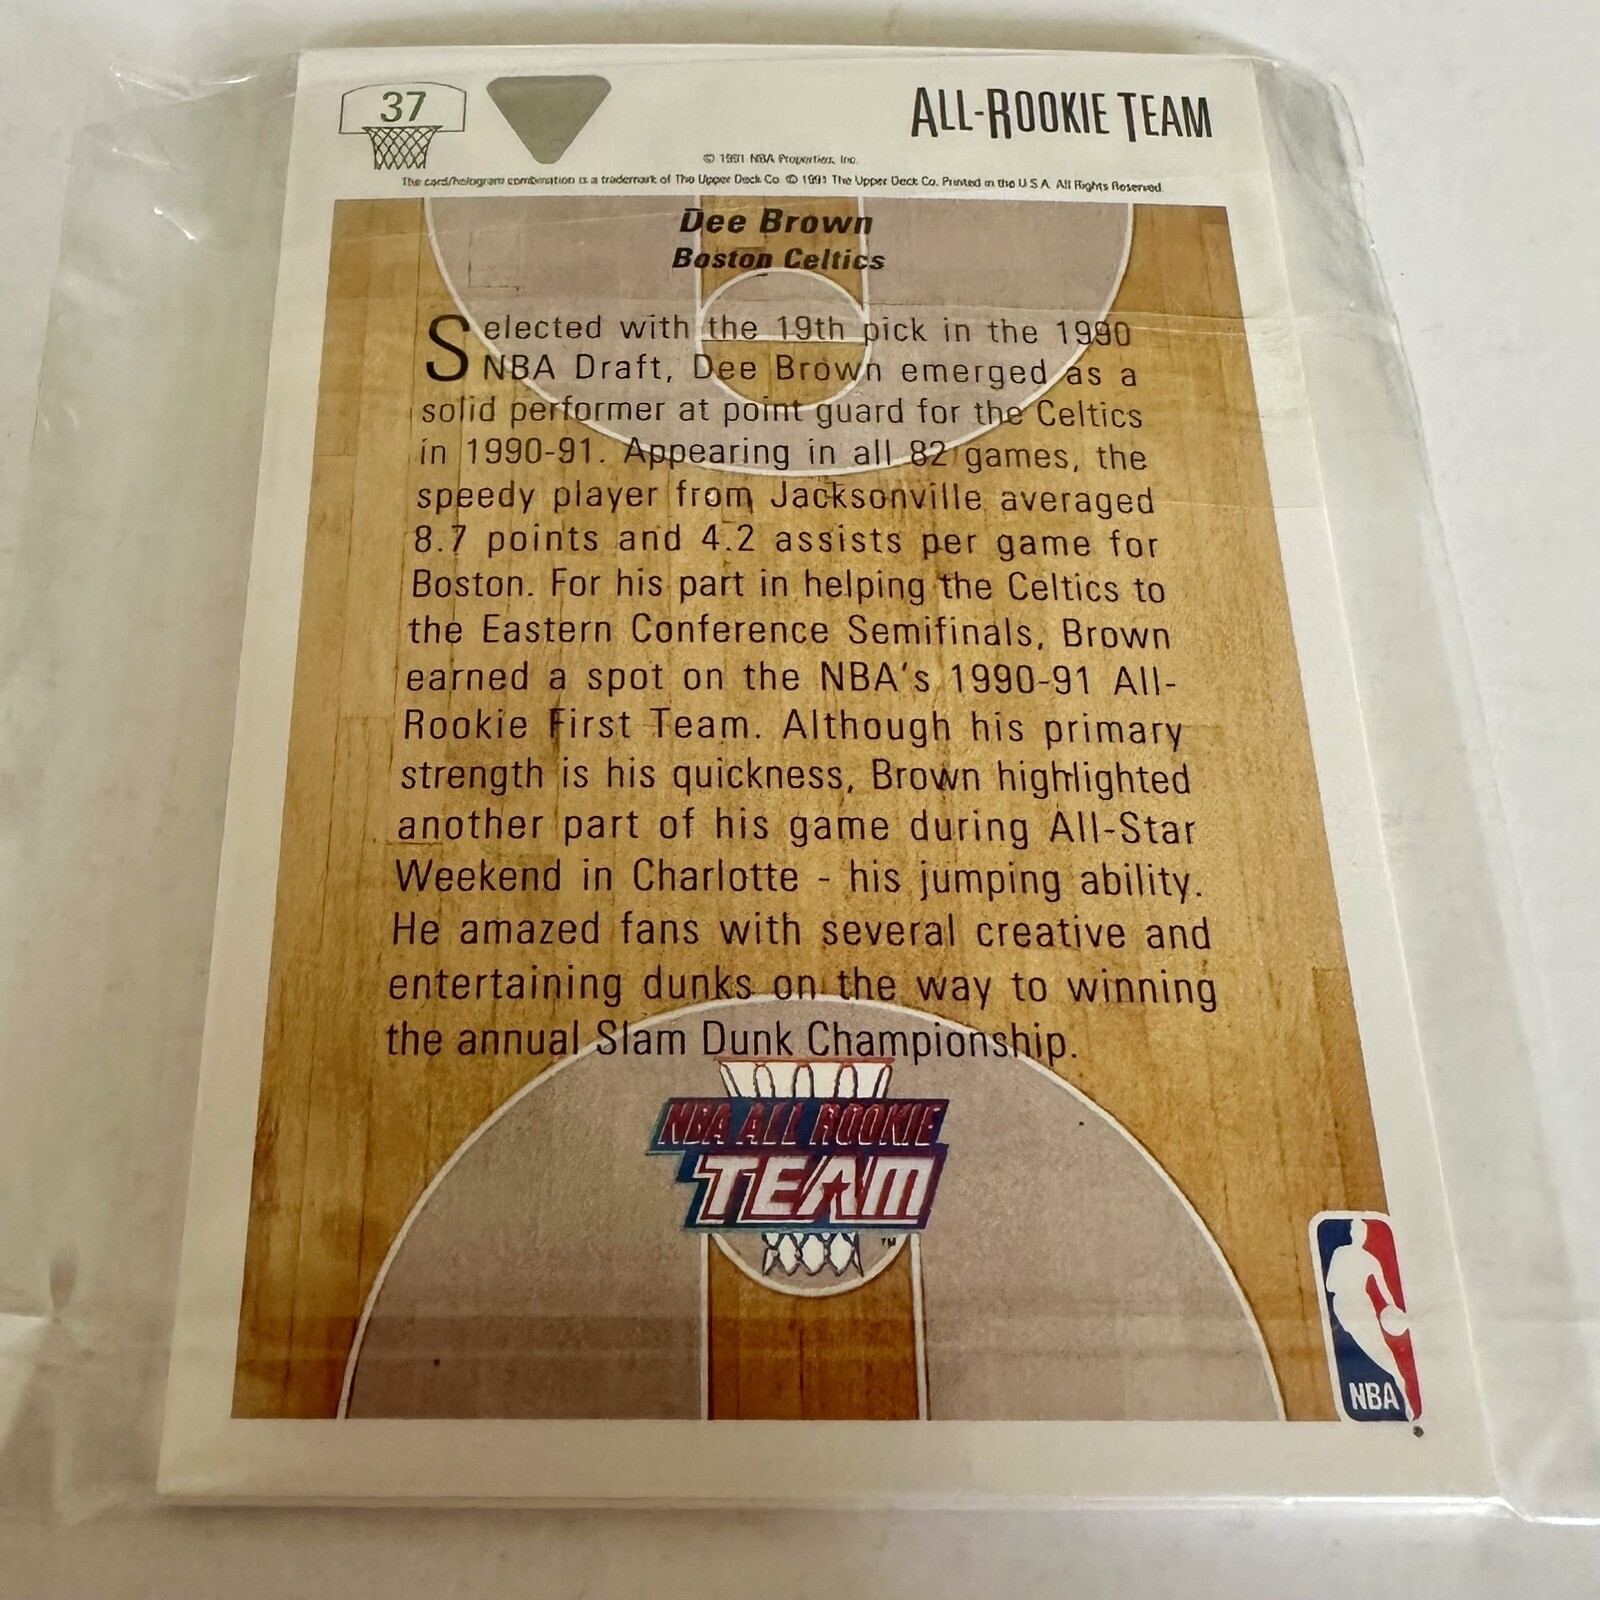 37
ALL-ROOKIE TEAM
© 1991 NBA Properties, Inc.
The card/hologram combination is a trademark of The Upper Deck Co. © 1991 The Upper Deck Co. Printed in the U.S.A. All Rights Reserved.
Dee Brown
Boston Celtics
Selected with the 19th pick in the 1990
NBA Draft, Dee Brown emerged as a
solid performer at point guard for the Celtics
in 1990-91. Appearing in all 82 games, the
speedy player from Jacksonville averaged
8.7 points and 4.2 assists per game for
Boston. For his part in helping the Celtics to
the Eastern Conference Semifinals, Brown
earned a spot on the NBA's 1990-91 All-
Rookie First Team. Although his primary
strength is his quickness, Brown highlighted
another part of his game during All-Star
Weekend in Charlotte - his jumping ability.
He amazed fans with several creative and
entertaining dunks on the way to winning
the annual Slam Dunk Championship.
NBA ALL ROOKIE
TEAM
TM
NBA
®